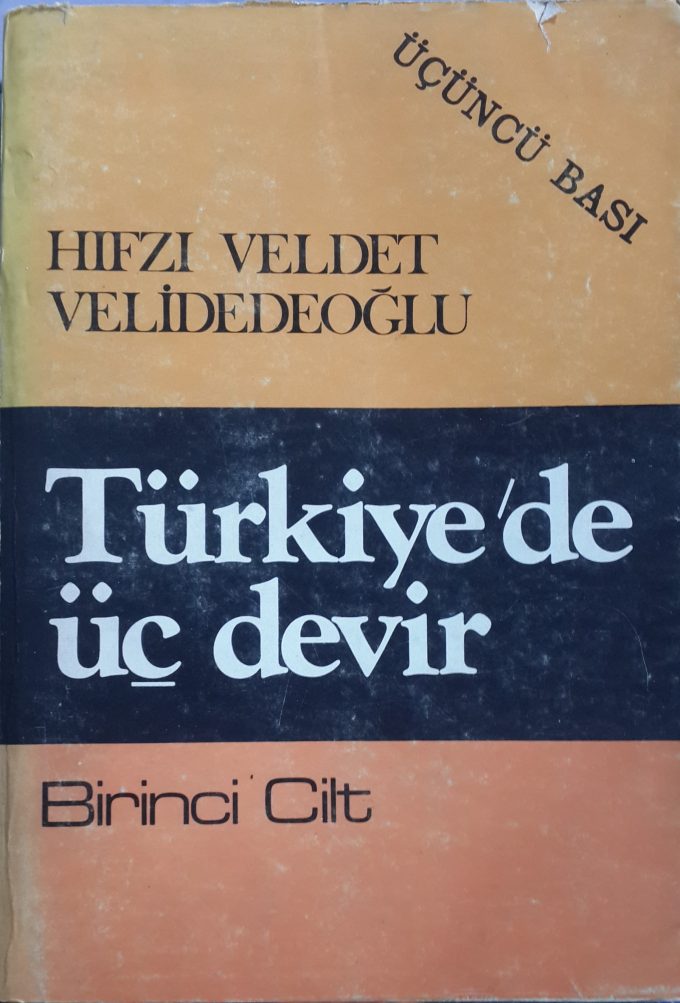 ÜÇÜNCÜ BASI
HIFZI VELDET
VELİDEDEOĞLU
Türkiye'de
üç devir
Birinci Cilt